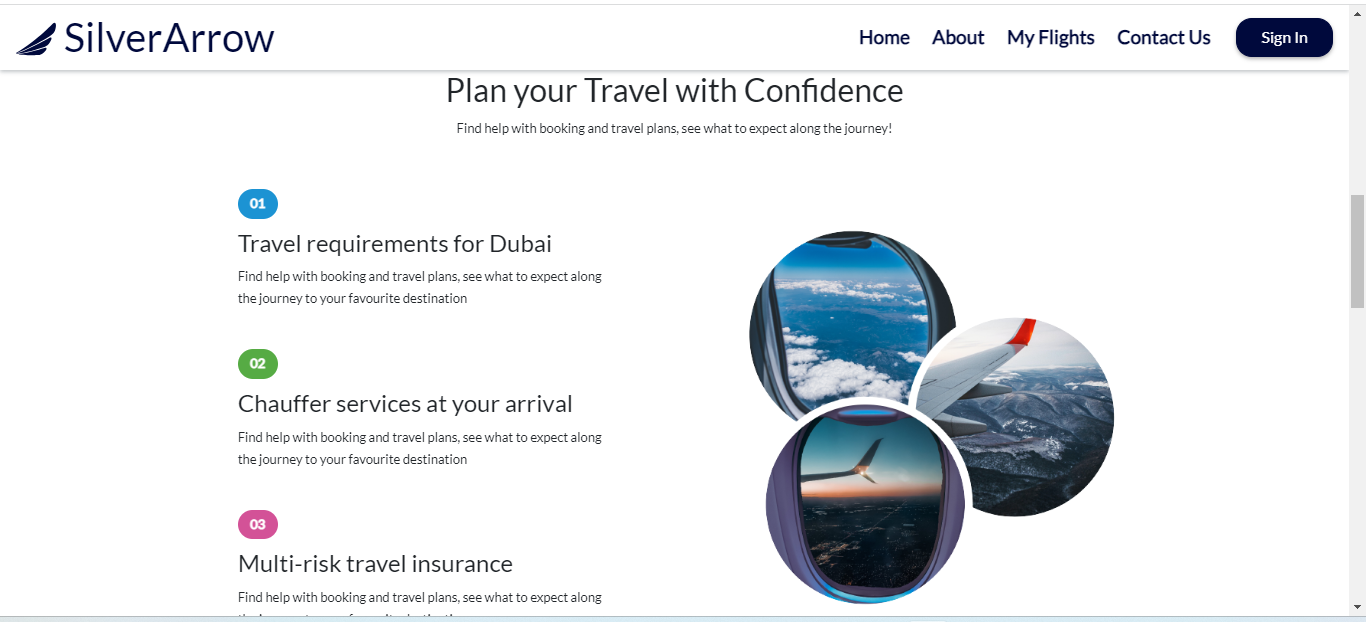 SilverArrow
Home About My Flights Contact Us Sign In
Plan your Travel with Confidence
Find help with booking and travel plans, see what to expect along the journey!
01
Travel requirements for Dubai
Find help with booking and travel plans, see what to expect along
the journey to your favourite destination
02
Chauffer services at your arrival
Find help with booking and travel plans, see what to expect along
the journey to your favourite destination
03
Multi-risk travel insurance
Find help with booking and travel plans, see what to expect along